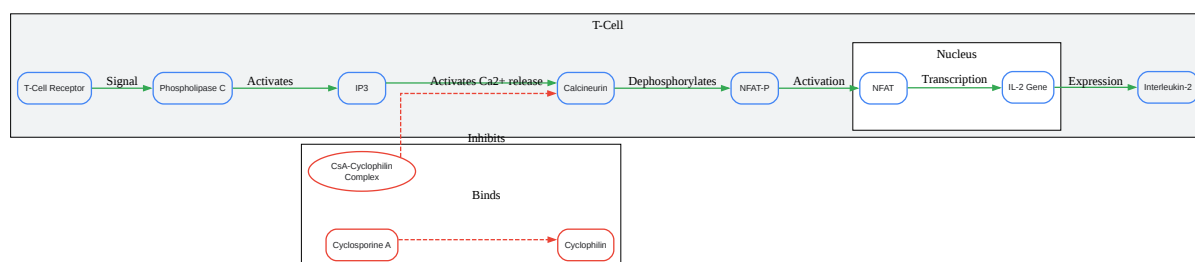 T-Cell
Nucleus
T-Cell Receptor
Signal
Phospholipase C
Activates
IP3
Activates Ca2+ release
Calcineurin
Dephosphorylates
NFAT-P
Activation
NFAT
Transcription
IL-2 Gene
Expression
Interleukin-2
Inhibits
CsA-Cyclophilin
Complex
Binds
Cyclosporine A
Cyclophilin